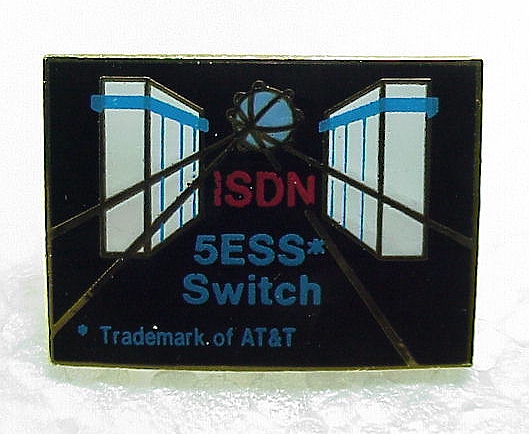 ISDN
5ESS*
Switch
* Trademark of AT&T